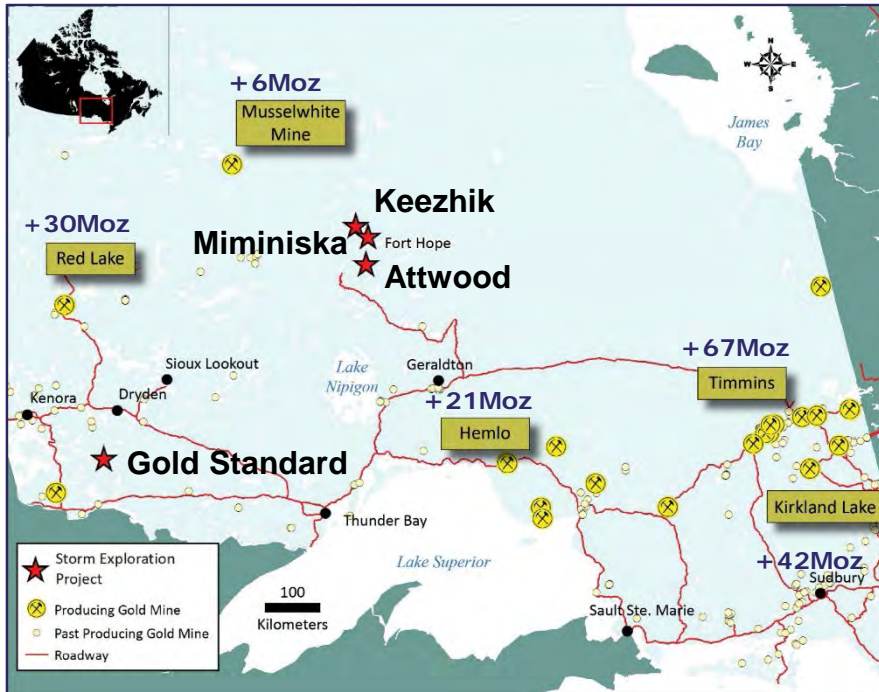 N
W E
S
+6Moz
Musselwhite
Mine
James
Bay
Keezhik
+30Moz
Miminiska
Fort Hope
Red Lake
Attwood
Sioux Lookout
Lake
Nipigon
Geraldton
+67Moz
Timmins
Kenora
Dryden
+21Moz
Hemlo
Gold Standard
Kirkland Lake
Thunder Bay
Lake Superior
+42Moz
Sudbury
Storm Exploration
Project
Producing Gold Mine
Past Producing Gold Mine
Roadway
100
Kilometers
Sault Ste. Marie